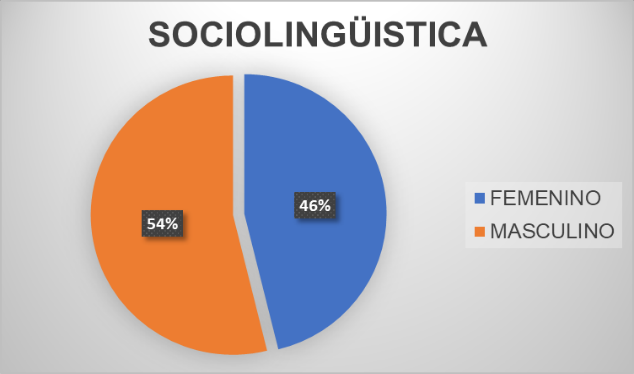 SOCIOLINGÜISTICA
46%
54%
FEMENINO
MASCULINO